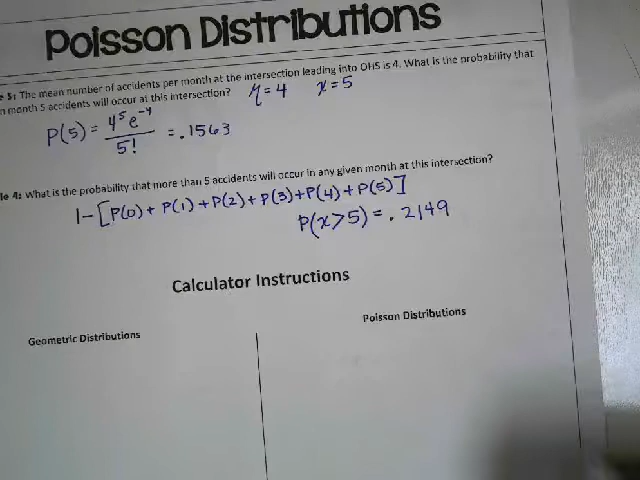 Poisson Distributions
e 3: The mean number of accidents per month at the intersection leading into OHS is 4. What is the probability that
n month 5 accidents will occur at this intersection? μ = 4 x = 5
P(5) = 4^5 e^-4 / 5! = .1563
le 4: What is the probability that more than 5 accidents will occur in any given month at this intersection?
1-[P(0)+P(1)+P(2)+P(3)+P(4)+P(5)]
P(x>5) = .2149
Calculator Instructions
Geometric Distributions
Poisson Distributions